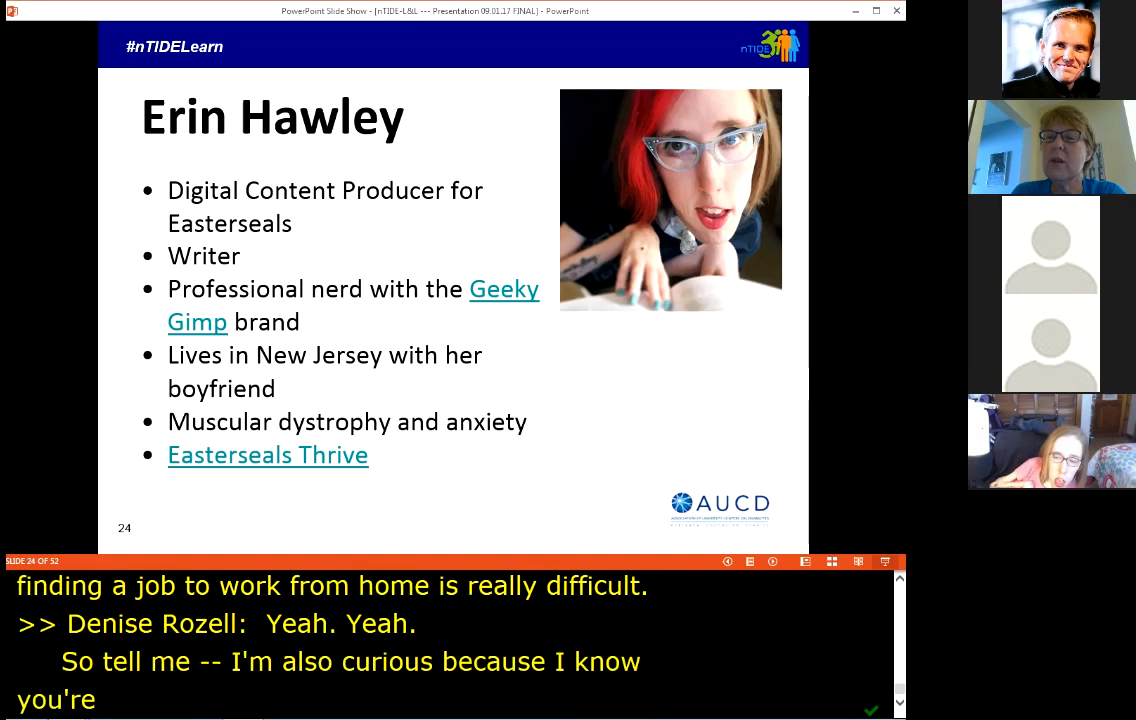 PowerPoint Slide Show - [nTIDE-L&L --- Presentation 09.01.17 FINAL] - PowerPoint
#nTIDELearn
nTIDE
Erin Hawley
• Digital Content Producer for
Easterseals
• Writer
• Professional nerd with the Geeky
Gimp brand
• Lives in New Jersey with her
boyfriend
• Muscular dystrophy and anxiety
• Easterseals Thrive
AUCD
24
SLIDE 24 OF 52
finding a job to work from home is really difficult.
>> Denise Rozell:  Yeah. Yeah.
So tell me -- I'm also curious because I know
you're